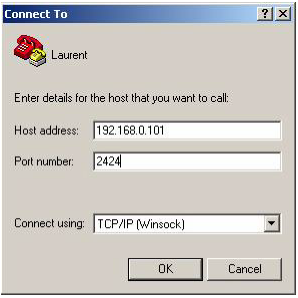 Connect To
Laurent
Enter details for the host that you want to call:
Host address: 192.168.0.101
Port number: 2424
Connect using: TCP/IP (Winsock)
OK Cancel